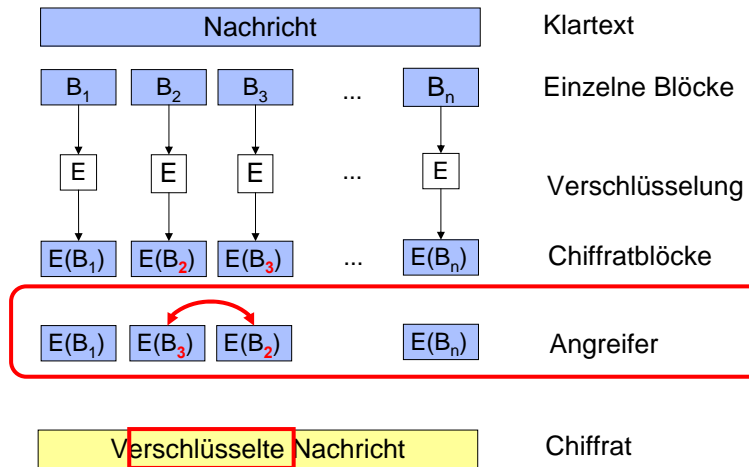 Nachricht Klartext
B1 B2 B3 ... Bn Einzelne Blöcke
E E E ... E
Verschlüsselung
E(B1) E(B2) E(B3) ... E(Bn) Chiffratblöcke
E(B1) E(B3) E(B2) E(Bn) Angreifer
Verschlüsselte Nachricht Chiffrat